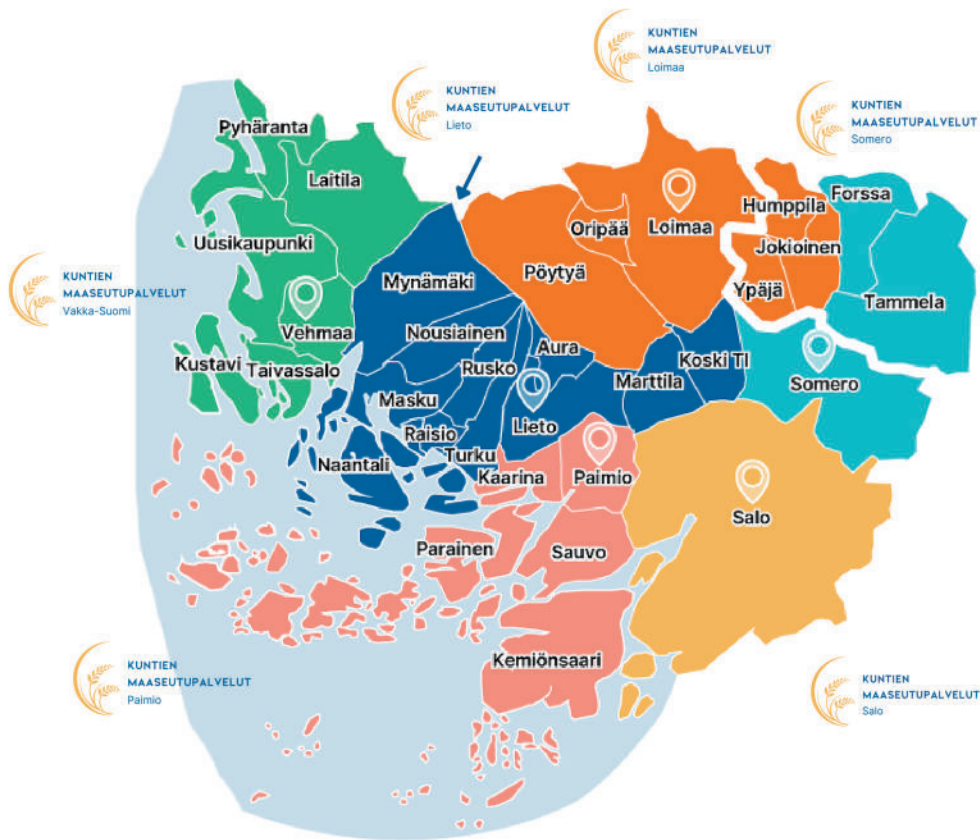 KUNTIEN
MAASEUTUPALVELUT
Loimaa
KUNTIEN
MAASEUTUPALVELUT
Lieto
KUNTIEN
MAASEUTUPALVELUT
Somero
Pyhäranta
Laitila
Uusikaupunki
Vehmaa
Kustavi
Taivassalo
KUNTIEN
MAASEUTUPALVELUT
Vakka-Suomi
Mynämäki
Nousiainen
Rusko
Aura
Masku
Raisio
Lieto
Turku
Naantali
Marttila
Koski Tl
Oripää
Loimaa
Pöytyä
Humppila
Jokioinen
Ypäjä
Forssa
Tammela
Somero
Kaarina
Paimio
Parainen
Sauvo
Kemiönsaari
Salo
KUNTIEN
MAASEUTUPALVELUT
Paimio
KUNTIEN
MAASEUTUPALVELUT
Salo